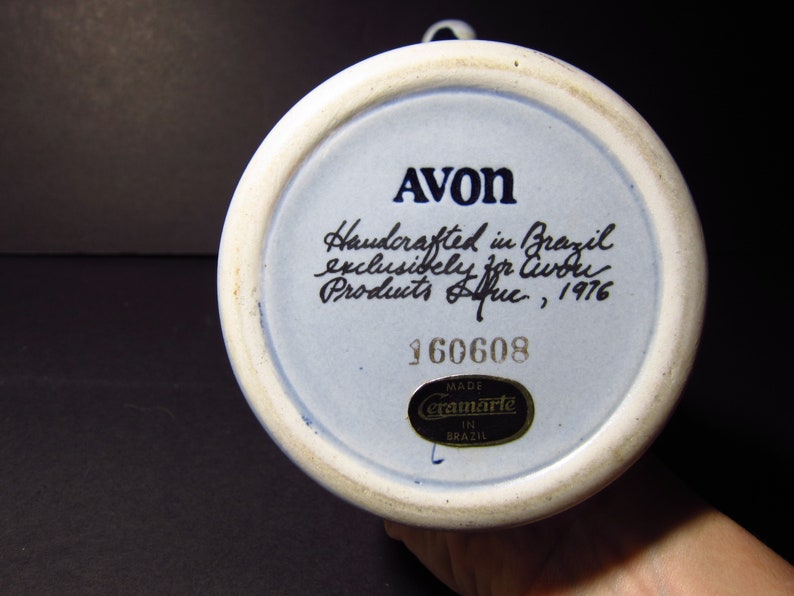 AVON
Handcrafted in Brazil
exclusively for Avon
Products Inc., 1976
160608
MADE
Ceramarte
IN
BRAZIL